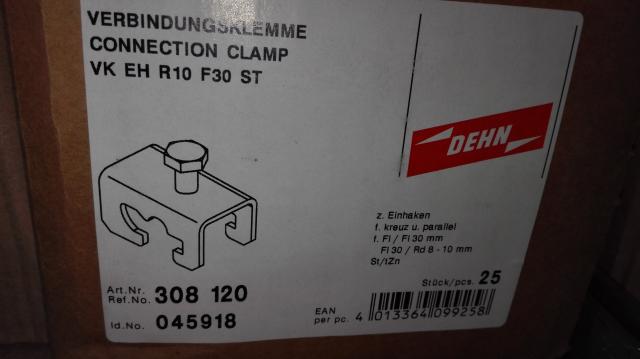 VERBINDUNGSKLEMME
CONNECTION CLAMP
VK EH R10 F30 ST
DEHN
z. Einhaken
f. kreuz u. parallel
f. Fl / Fl 30 mm
Fl 30 / Rd 8 - 10 mm
St/tZn
Art.Nr.
Ref.No. 308 120
Stück/pcs. 25
Id.No. 045918
EAN
per pc. 4 013364 099258